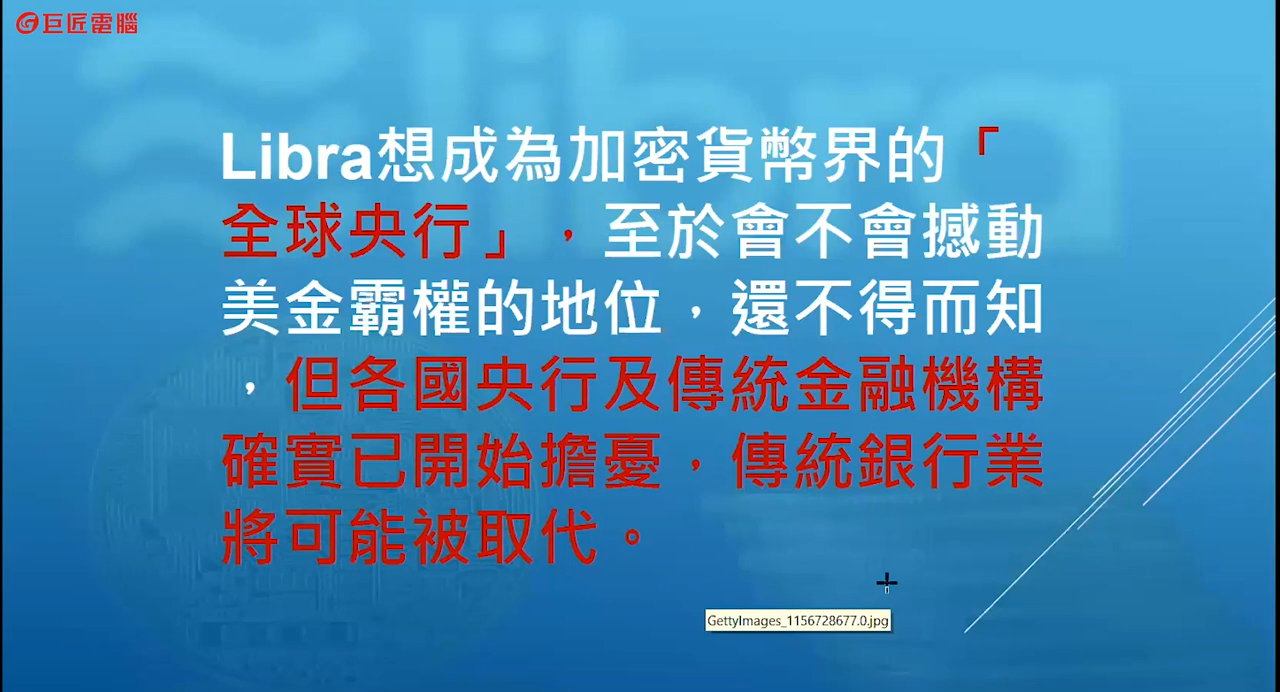 巨匠電腦
libra
Libra想成為加密貨幣界的「
全球央行」，至於會不會撼動
美金霸權的地位，還不得而知
，但各國央行及傳統金融機構
確實已開始擔憂，傳統銀行業
將可能被取代。
GettyImages_1156728677.0.jpg